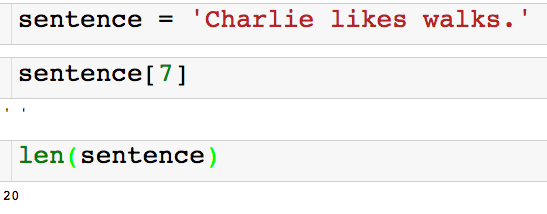 sentence = 'Charlie likes walks.'
sentence[7]
' '
len(sentence)
20